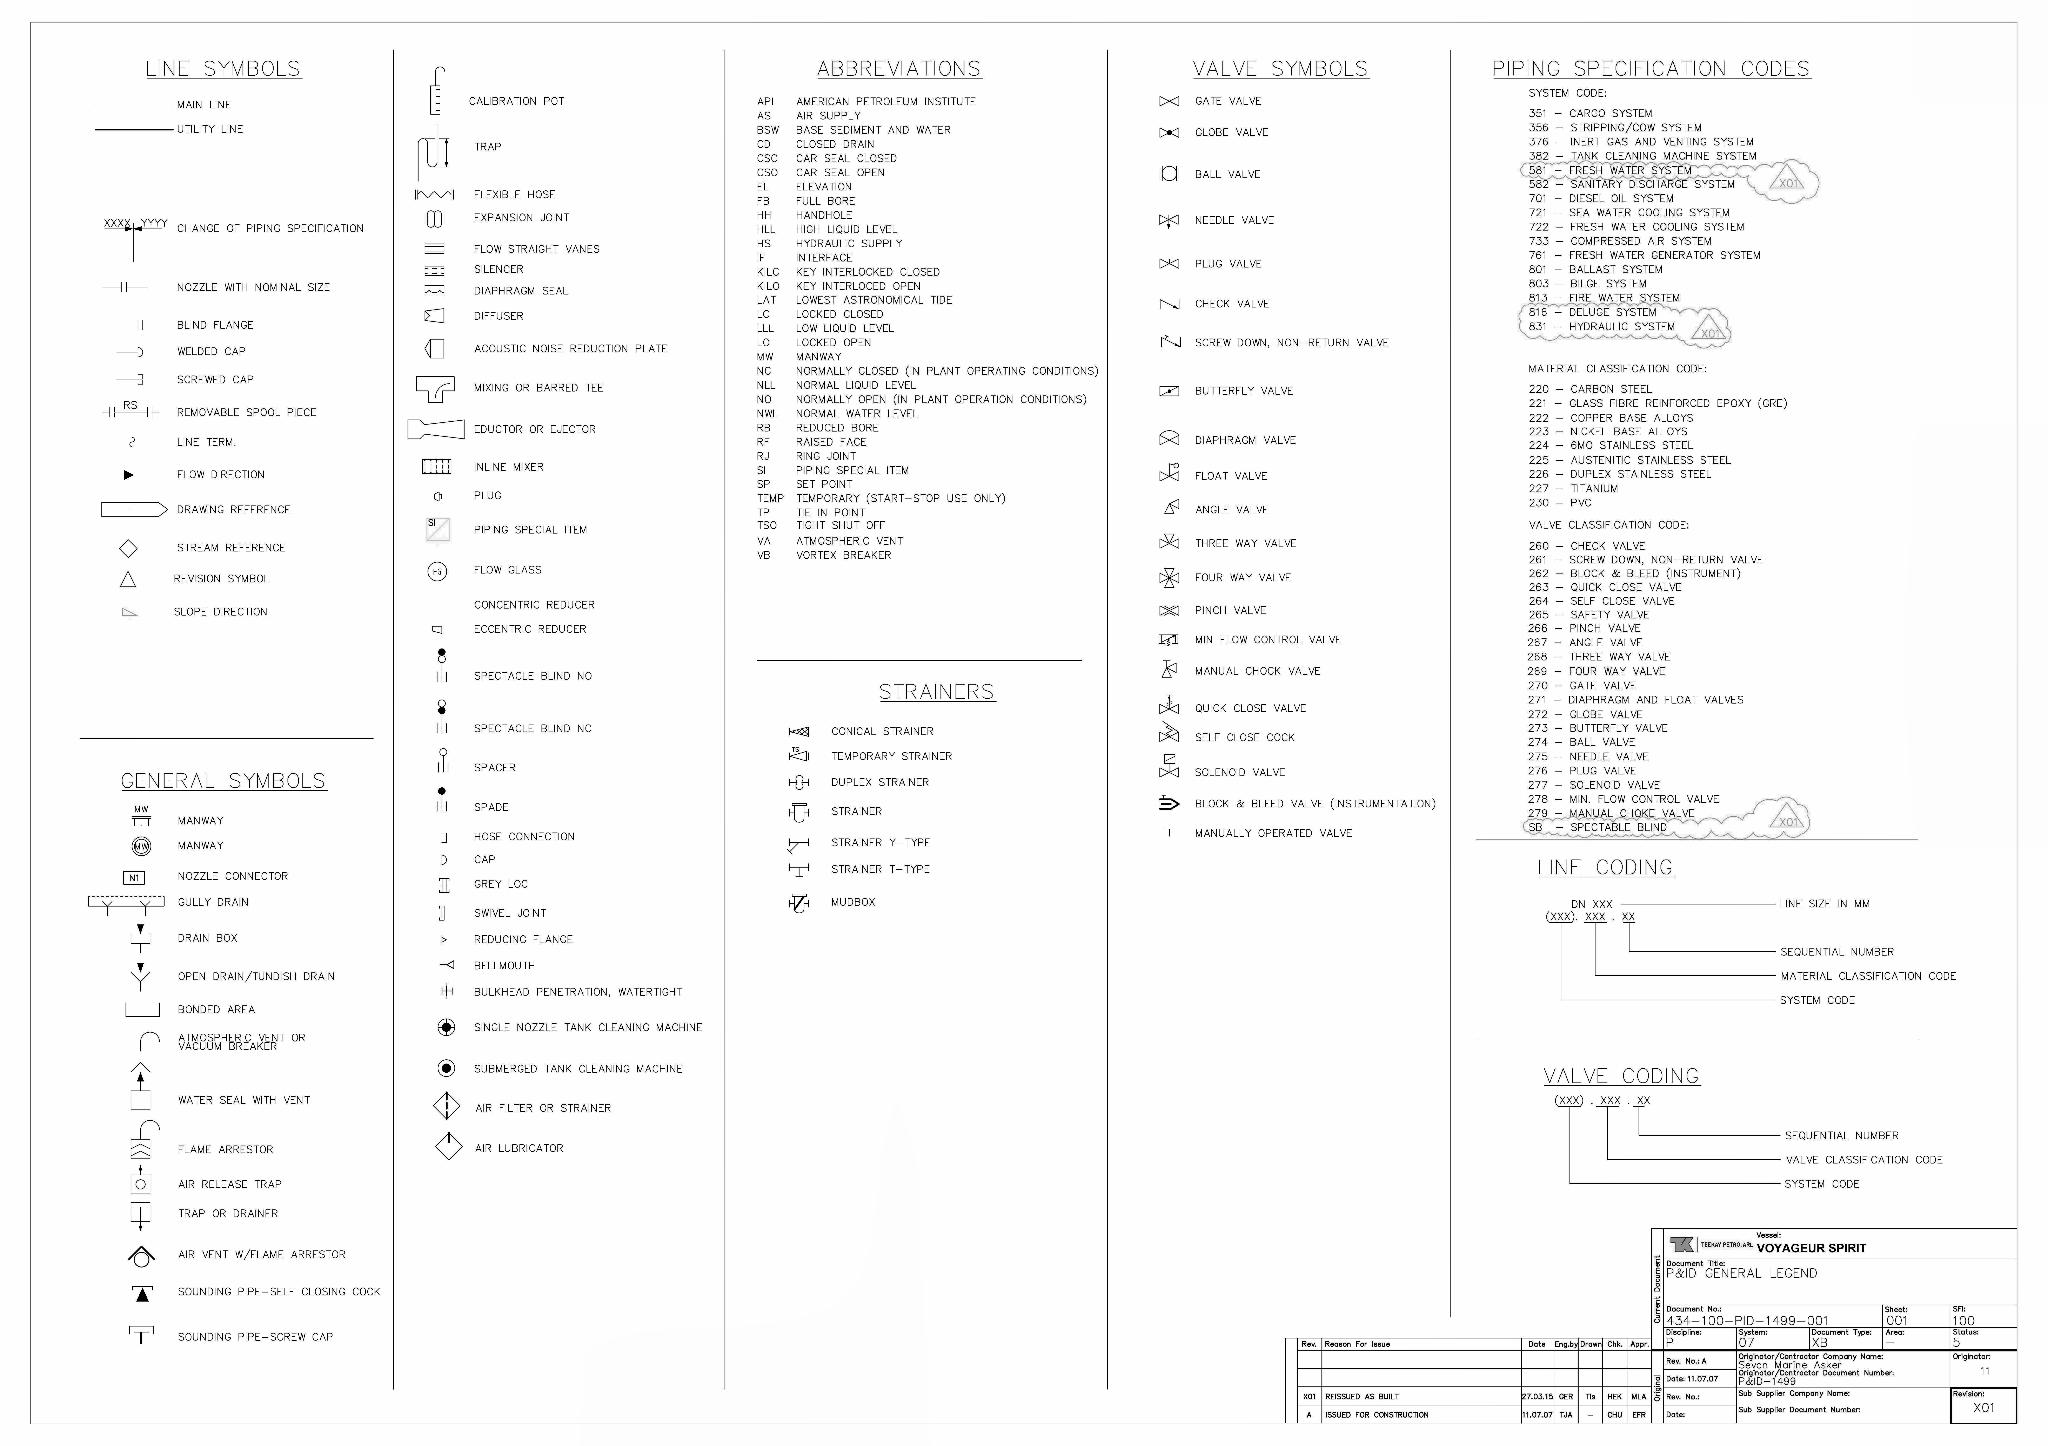 LINE SYMBOLS
MAIN LINE
UTILITY LINE
XXXX YYYY CHANGE OF PIPING SPECIFICATION
NOZZLE WITH NOMINAL SIZE
BLIND FLANGE
WELDED CAP
SCREWED CAP
RS REMOVABLE SPOOL PIECE
LINE TERM.
FLOW DIRECTION
DRAWING REFERENCE
STREAM REFERENCE
REVISION SYMBOL
SLOPE DIRECTION
GENERAL SYMBOLS
MW MANWAY
MW MANWAY
N1 NOZZLE CONNECTOR
GULLY DRAIN
DRAIN BOX
OPEN DRAIN/TUNDISH DRAIN
BONDED AREA
ATMOSPHERIC VENT OR
VACUUM BREAKER
WATER SEAL WITH VENT
FLAME ARRESTOR
AIR RELEASE TRAP
TRAP OR DRAINER
AIR VENT W/FLAME ARRESTOR
SOUNDING PIPE-SELF CLOSING COCK
SOUNDING PIPE-SCREW CAP
CALIBRATION POT
TRAP
FLEXIBLE HOSE
EXPANSION JOINT
FLOW STRAIGHT VANES
SILENCER
DIAPHRAGM SEAL
DIFFUSER
ACOUSTIC NOISE REDUCTION PLATE
MIXING OR BARRED TEE
EDUCTOR OR EJECTOR
INLINE MIXER
PLUG
SI PIPING SPECIAL ITEM
FLOW GLASS
CONCENTRIC REDUCER
ECCENTRIC REDUCER
SPECTACLE BLIND NO
SPECTACLE BLIND NC
SPACER
SPADE
HOSE CONNECTION
CAP
GREY LOC
SWIVEL JOINT
REDUCING FLANGE
BELLMOUTH
BULKHEAD PENETRATION, WATERTIGHT
SINGLE NOZZLE TANK CLEANING MACHINE
SUBMERGED TANK CLEANING MACHINE
AIR FILTER OR STRAINER
AIR LUBRICATOR
ABBREVIATIONS
API AMERICAN PETROLEUM INSTITUTE
AS AIR SUPPLY
BSW BASE SEDIMENT AND WATER
CD CLOSED DRAIN
CSC CAR SEAL CLOSED
CSO CAR SEAL OPEN
EL ELEVATION
FB FULL BORE
HH HANDHOLE
HLL HIGH LIQUID LEVEL
HS HYDRAULIC SUPPLY
IF INTERFACE
KILC KEY INTERLOCKED CLOSED
KILO KEY INTERLOCED OPEN
LAT LOWEST ASTRONOMICAL TIDE
LC LOCKED CLOSED
LLL LOW LIQUID LEVEL
LO LOCKED OPEN
MW MANWAY
NC NORMALLY CLOSED (IN PLANT OPERATING CONDITIONS)
NLL NORMAL LIQUID LEVEL
NO NORMALLY OPEN (IN PLANT OPERATION CONDITIONS)
NWL NORMAL WATER LEVEL
RB REDUCED BORE
RF RAISED FACE
RJ RING JOINT
SI PIPING SPECIAL ITEM
SP SET POINT
TEMP TEMPORARY (START-STOP USE ONLY)
TP TIE IN POINT
TSO TIGHT SHUT OFF
VA ATMOSPHERIC VENT
VB VORTEX BREAKER
STRAINERS
CONICAL STRAINER
TS TEMPORARY STRAINER
DUPLEX STRAINER
STRAINER
STRAINER Y-TYPE
STRAINER T-TYPE
MUDBOX
VALVE SYMBOLS
GATE VALVE
GLOBE VALVE
BALL VALVE
NEEDLE VALVE
PLUG VALVE
CHECK VALVE
SCREW DOWN, NON-RETURN VALVE
BUTTERFLY VALVE
DIAPHRAGM VALVE
FLOAT VALVE
ANGLE VALVE
THREE WAY VALVE
FOUR WAY VALVE
PINCH VALVE
MIN FLOW CONTROL VALVE
MANUAL CHOCK VALVE
QUICK CLOSE VALVE
SELF CLOSE COCK
SOLENOID VALVE
BLOCK & BLEED VALVE (INSTRUMENTATION)
MANUALLY OPERATED VALVE
PIPING SPECIFICATION CODES
SYSTEM CODE:
351 - CARGO SYSTEM
356 - STRIPPING/COW SYSTEM
376 - INERT GAS AND VENTING SYSTEM
382 - TANK CLEANING MACHINE SYSTEM
581 - FRESH WATER SYSTEM
X01
582 - SANITARY DISCHARGE SYSTEM
701 - DIESEL OIL SYSTEM
721 - SEA WATER COOLING SYSTEM
722 - FRESH WATER COOLING SYSTEM
733 - COMPRESSED AIR SYSTEM
761 - FRESH WATER GENERATOR SYSTEM
801 - BALLAST SYSTEM
803 - BILGE SYSTEM
813 - FIRE WATER SYSTEM
816 - DELUGE SYSTEM
831 - HYDRAULIC SYSTEM
X01
MATERIAL CLASSIFICATION CODE:
220 - CARBON STEEL
221 - GLASS FIBRE REINFORCED EPOXY (GRE)
222 - COPPER BASE ALLOYS
223 - NICKEL BASE ALLOYS
224 - 6MO STAINLESS STEEL
225 - AUSTENITIC STAINLESS STEEL
226 - DUPLEX STAINLESS STEEL
227 - TITANIUM
230 - PVC
VALVE CLASSIFICATION CODE:
260 - CHECK VALVE
261 - SCREW DOWN, NON-RETURN VALVE
262 - BLOCK & BLEED (INSTRUMENT)
263 - QUICK CLOSE VALVE
264 - SELF CLOSE VALVE
265 - SAFETY VALVE
266 - PINCH VALVE
267 - ANGLE VALVE
268 - THREE WAY VALVE
269 - FOUR WAY VALVE
270 - GATE VALVE
271 - DIAPHRAGM AND FLOAT VALVES
272 - GLOBE VALVE
273 - BUTTERFLY VALVE
274 - BALL VALVE
275 - NEEDLE VALVE
276 - PLUG VALVE
277 - SOLENOID VALVE
278 - MIN. FLOW CONTROL VALVE
279 - MANUAL CHOKE VALVE
SB - SPECTABLE BLIND
X01
LINE CODING
DN XXX LINE SIZE IN MM
(XXX). XXX . XX
SEQUENTIAL NUMBER
MATERIAL CLASSIFICATION CODE
SYSTEM CODE
VALVE CODING
(XXX) . XXX . XX
SEQUENTIAL NUMBER
VALVE CLASSIFICATION CODE
SYSTEM CODE
Rev. Reason For Issue Date Eng.by Drawn Chk. Appr.
X01 REISSUED AS BUILT 27.03.15 GER Tls HEK MLA
A ISSUED FOR CONSTRUCTION 11.07.07 TJA - CHU EFR
Current Document
Original
TK TEEKAY PETROJARL
Vessel:
VOYAGEUR SPIRIT
Document Title:
P&ID GENERAL LEGEND
Document No.: Sheet: SFI:
434-100-PID-1499-001 001 100
Discipline: System: Document Type: Area: Status:
P 07 XB - 5
Rev. No.: A Originator/Contractor Company Name: Originator:
Sevan Marine Asker 11
Date: 11.07.07 Originator/Contractor Document Number:
P&ID-1499
Rev. No.: Sub Supplier Company Name: Revision:
Date: Sub Supplier Document Number: X01